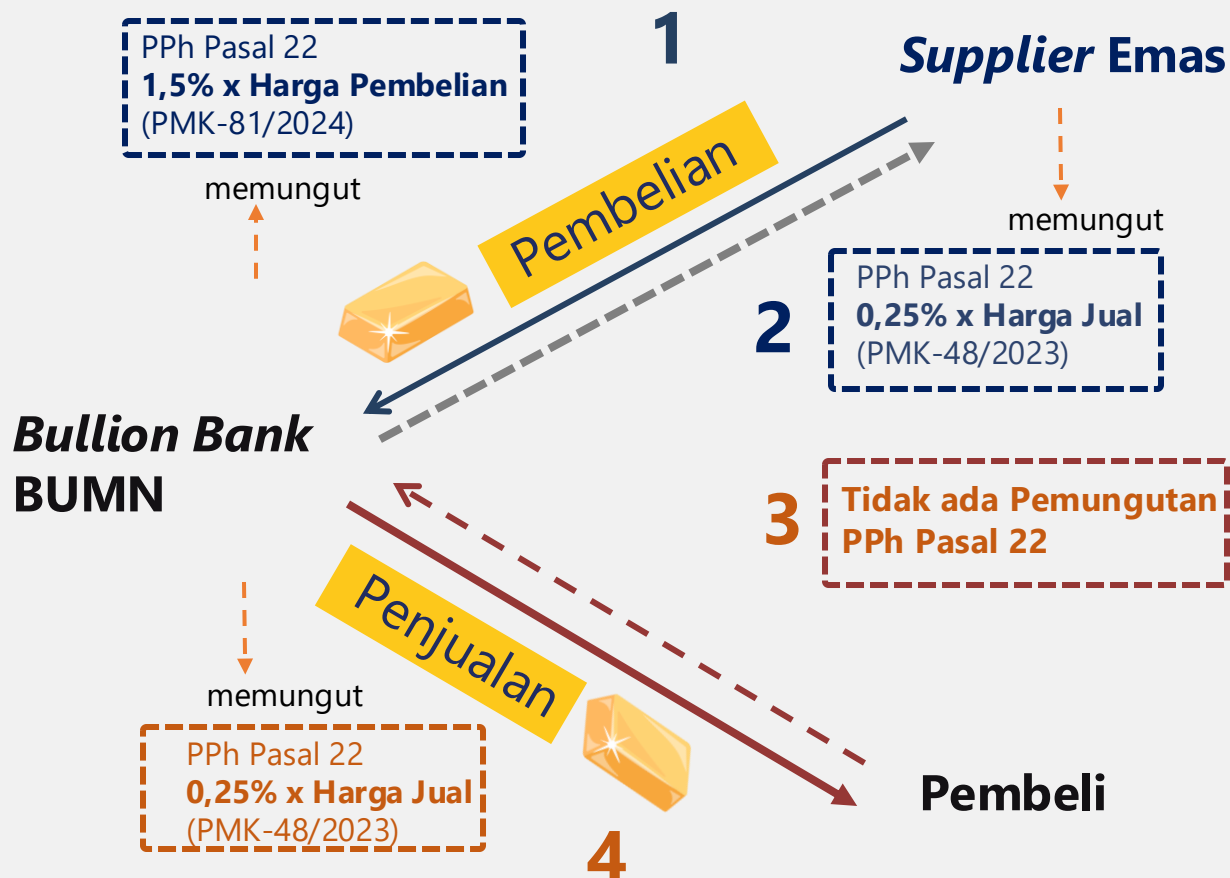 1
PPh Pasal 22
1,5% x Harga Pembelian
(PMK-81/2024)
memungut
Supplier Emas
memungut
Pembelian
2
PPh Pasal 22
0,25% x Harga Jual
(PMK-48/2023)
Bullion Bank
BUMN
3
Tidak ada Pemungutan
PPh Pasal 22
Penjualan
memungut
PPh Pasal 22
0,25% x Harga Jual
(PMK-48/2023)
Pembeli
4